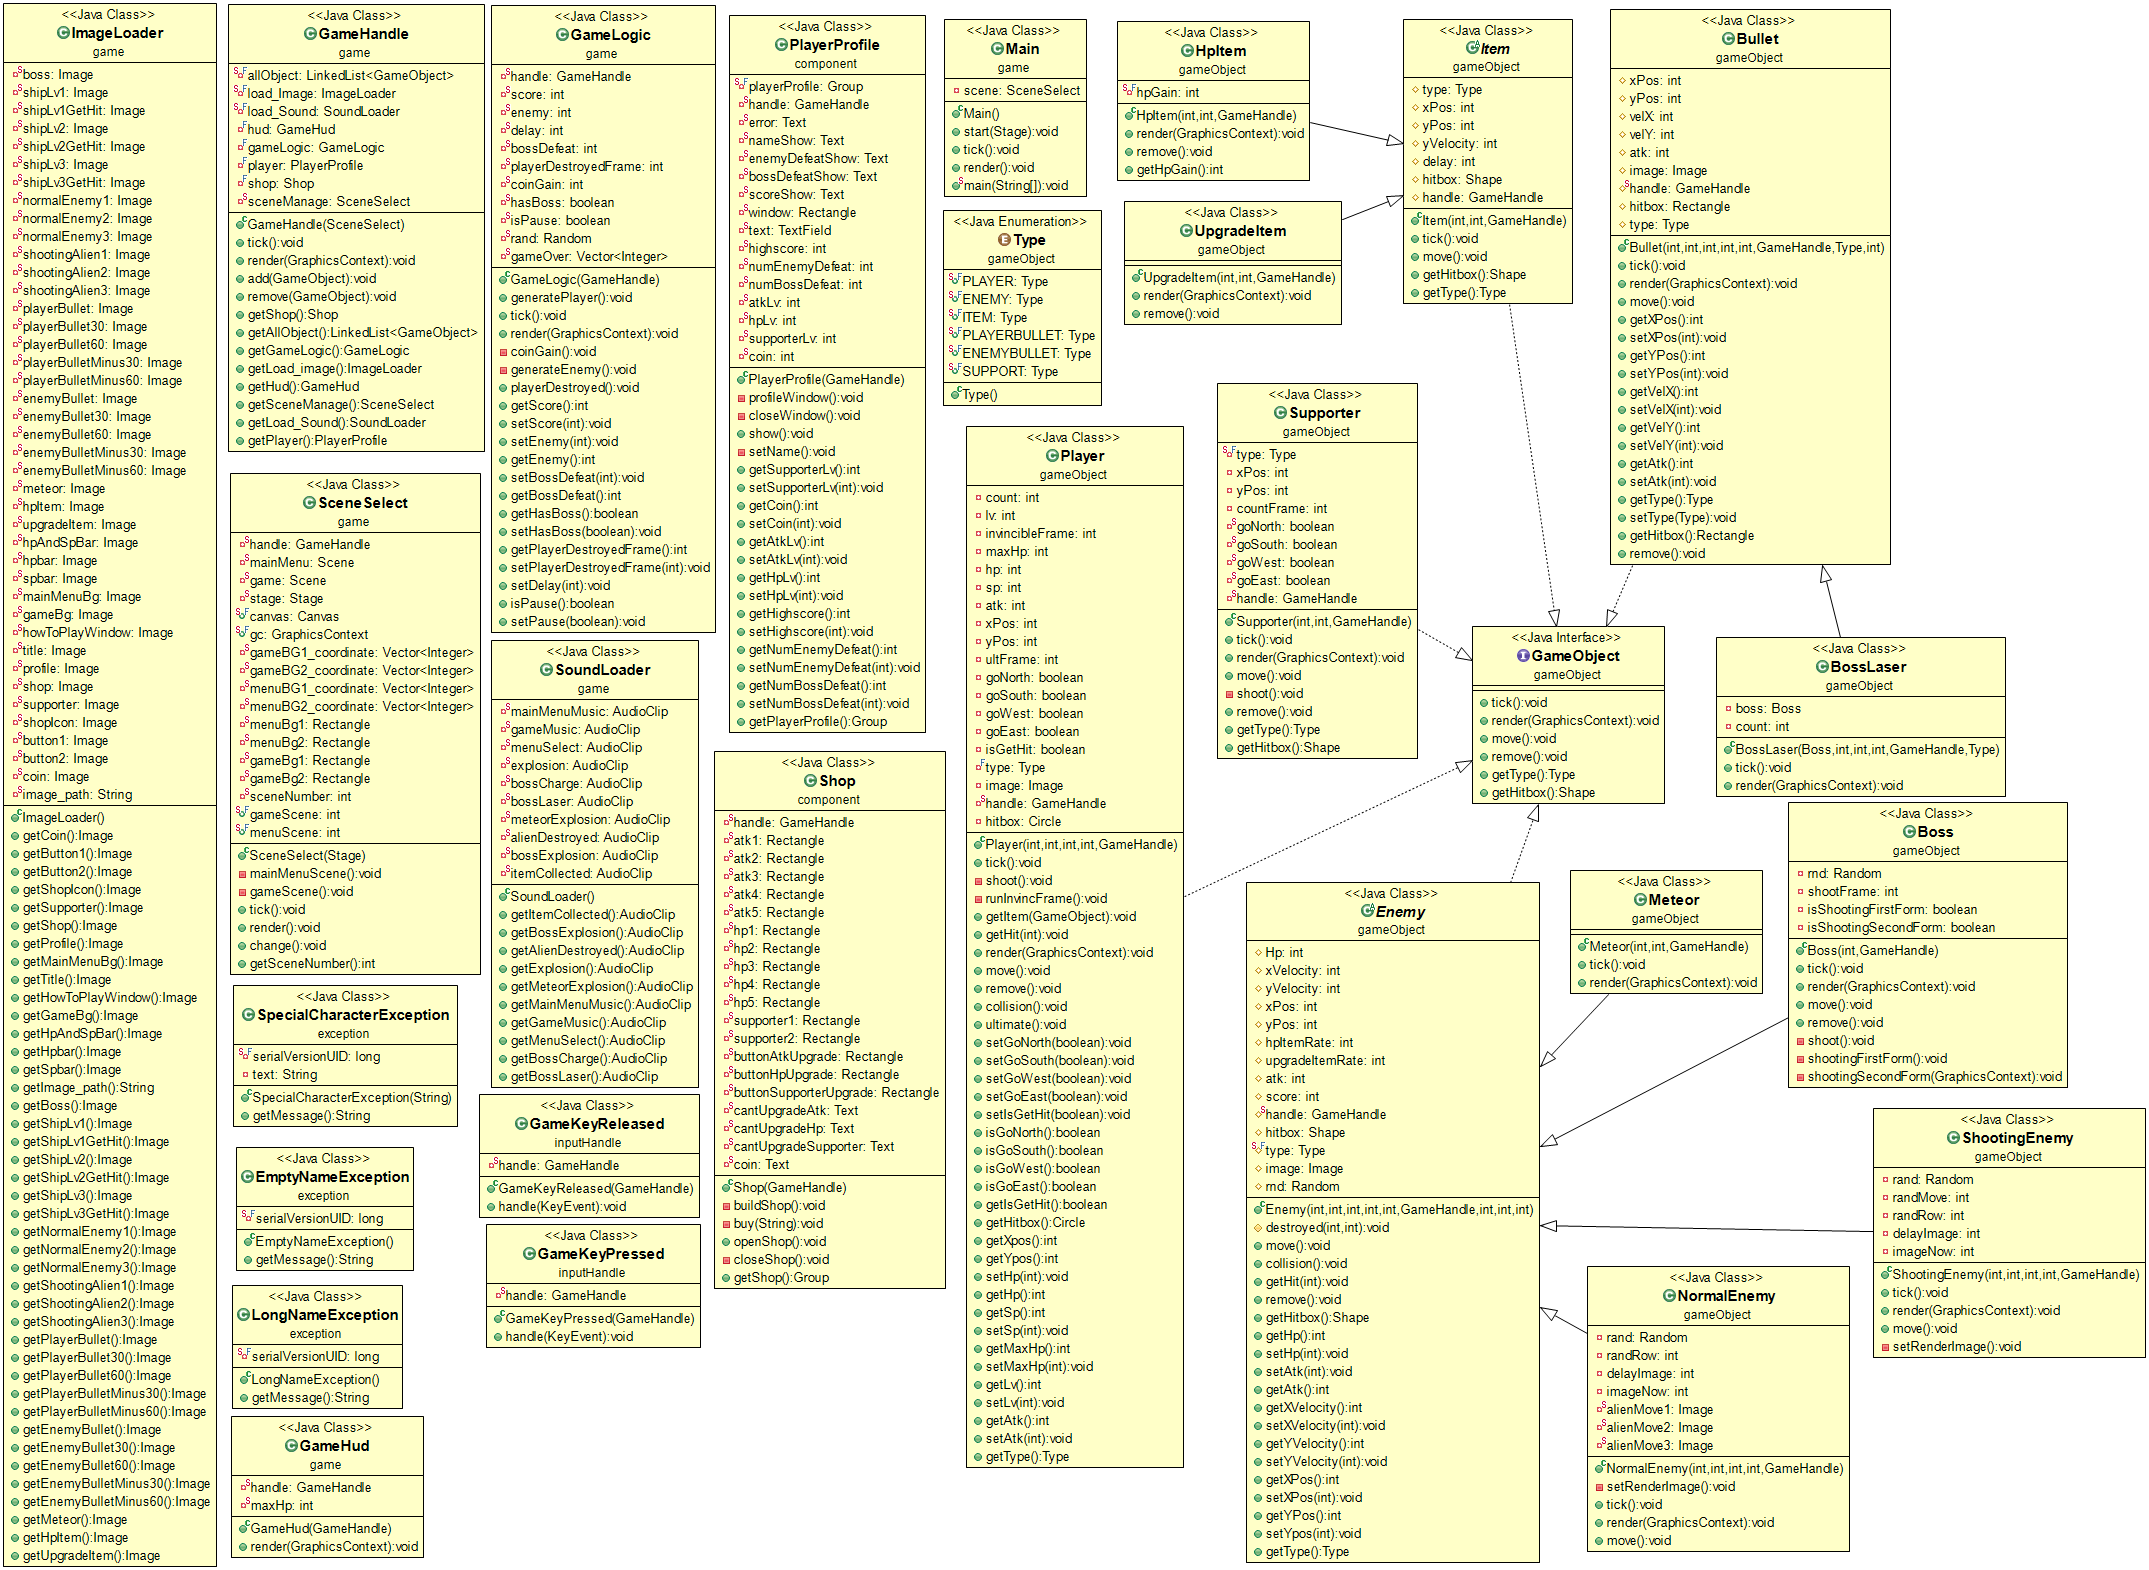 <<Java Class>>
ImageLoader
game
boss: Image
shipLv1: Image
shipLv1GetHit: Image
shipLv2: Image
shipLv2GetHit: Image
shipLv3: Image
shipLv3GetHit: Image
normalEnemy1: Image
normalEnemy2: Image
normalEnemy3: Image
shootingAlien1: Image
shootingAlien2: Image
shootingAlien3: Image
playerBullet: Image
playerBullet30: Image
playerBullet60: Image
playerBulletMinus30: Image
playerBulletMinus60: Image
enemyBullet: Image
enemyBullet30: Image
enemyBullet60: Image
enemyBulletMinus30: Image
enemyBulletMinus60: Image
meteor: Image
hpItem: Image
upgradeItem: Image
hpAndSpBar: Image
hpbar: Image
spbar: Image
mainMenuBg: Image
gameBg: Image
howToPlayWindow: Image
title: Image
profile: Image
shop: Image
supporter: Image
shopIcon: Image
button1: Image
button2: Image
coin: Image
image_path: String
ImageLoader()
getCoin():Image
getButton1():Image
getButton2():Image
getShopIcon():Image
getSupporter():Image
getShop():Image
getProfile():Image
getMainMenuBg():Image
getTitle():Image
getHowToPlayWindow():Image
getGameBg():Image
getHpAndSpBar():Image
getHpbar():Image
getSpbar():Image
getImage_path():String
getBoss():Image
getShipLv1():Image
getShipLv1GetHit():Image
getShipLv2():Image
getShipLv2GetHit():Image
getShipLv3():Image
getShipLv3GetHit():Image
getNormalEnemy1():Image
getNormalEnemy2():Image
getNormalEnemy3():Image
getShootingAlien1():Image
getShootingAlien2():Image
getShootingAlien3():Image
getPlayerBullet():Image
getPlayerBullet30():Image
getPlayerBullet60():Image
getPlayerBulletMinus30():Image
getPlayerBulletMinus60():Image
getEnemyBullet():Image
getEnemyBullet30():Image
getEnemyBullet60():Image
getEnemyBulletMinus30():Image
getEnemyBulletMinus60():Image
getMeteor():Image
getHpItem():Image
getUpgradeItem():Image
<<Java Class>>
GameHandle
game
allObject: LinkedList<GameObject>
load_Image: ImageLoader
load_Sound: SoundLoader
hud: GameHud
gameLogic: GameLogic
player: PlayerProfile
shop: Shop
sceneManage: SceneSelect
GameHandle(SceneSelect)
tick():void
render(GraphicsContext):void
add(GameObject):void
remove(GameObject):void
getShop():Shop
getAllObject():LinkedList<GameObject>
getGameLogic():GameLogic
getLoad_image():ImageLoader
getHud():GameHud
getSceneManage():SceneSelect
getLoad_Sound():SoundLoader
getPlayer():PlayerProfile
<<Java Class>>
SceneSelect
game
handle: GameHandle
mainMenu: Scene
game: Scene
stage: Stage
canvas: Canvas
gc: GraphicsContext
gameBG1_coordinate: Vector<Integer>
gameBG2_coordinate: Vector<Integer>
menuBG1_coordinate: Vector<Integer>
menuBG2_coordinate: Vector<Integer>
menuBg1: Rectangle
menuBg2: Rectangle
gameBg1: Rectangle
gameBg2: Rectangle
sceneNumber: int
gameScene: int
menuScene: int
SceneSelect(Stage)
mainMenuScene():void
gameScene():void
tick():void
render():void
change():void
getSceneNumber():int
<<Java Class>>
SpecialCharacterException
exception
serialVersionUID: long
text: String
SpecialCharacterException(String)
getMessage():String
<<Java Class>>
EmptyNameException
exception
serialVersionUID: long
EmptyNameException()
getMessage():String
<<Java Class>>
LongNameException
exception
serialVersionUID: long
LongNameException()
getMessage():String
<<Java Class>>
GameHud
game
handle: GameHandle
maxHp: int
GameHud(GameHandle)
render(GraphicsContext):void
<<Java Class>>
GameLogic
game
handle: GameHandle
score: int
enemy: int
delay: int
bossDefeat: int
playerDestroyedFrame: int
coinGain: int
hasBoss: boolean
isPause: boolean
rand: Random
gameOver: Vector<Integer>
GameLogic(GameHandle)
generatePlayer():void
tick():void
render(GraphicsContext):void
coinGain():void
generateEnemy():void
playerDestroyed():void
getScore():int
setScore(int):void
setEnemy(int):void
getEnemy():int
setBossDefeat(int):void
getBossDefeat():int
getHasBoss():boolean
setHasBoss(boolean):void
getPlayerDestroyedFrame():int
setPlayerDestroyedFrame(int):void
setDelay(int):void
isPause():boolean
setPause(boolean):void
<<Java Class>>
SoundLoader
game
mainMenuMusic: AudioClip
gameMusic: AudioClip
menuSelect: AudioClip
explosion: AudioClip
bossCharge: AudioClip
bossLaser: AudioClip
meteorExplosion: AudioClip
alienDestroyed: AudioClip
bossExplosion: AudioClip
itemCollected: AudioClip
SoundLoader()
getItemCollected():AudioClip
getBossExplosion():AudioClip
getAlienDestroyed():AudioClip
getExplosion():AudioClip
getMeteorExplosion():AudioClip
getMainMenuMusic():AudioClip
getGameMusic():AudioClip
getMenuSelect():AudioClip
getBossCharge():AudioClip
getBossLaser():AudioClip
<<Java Class>>
GameKeyReleased
inputHandle
handle: GameHandle
GameKeyReleased(GameHandle)
handle(KeyEvent):void
<<Java Class>>
GameKeyPressed
inputHandle
handle: GameHandle
GameKeyPressed(GameHandle)
handle(KeyEvent):void
<<Java Class>>
PlayerProfile
component
playerProfile: Group
handle: GameHandle
error: Text
nameShow: Text
enemyDefeatShow: Text
bossDefeatShow: Text
scoreShow: Text
window: Rectangle
text: TextField
highscore: int
numEnemyDefeat: int
numBossDefeat: int
atkLv: int
hpLv: int
supporterLv: int
coin: int
PlayerProfile(GameHandle)
profileWindow():void
closeWindow():void
show():void
setName():void
getSupporterLv():int
setSupporterLv(int):void
getCoin():int
setCoin(int):void
getAtkLv():int
setAtkLv(int):void
getHpLv():int
setHpLv(int):void
getHighscore():int
setHighscore(int):void
getNumEnemyDefeat():int
setNumEnemyDefeat(int):void
getNumBossDefeat():int
setNumBossDefeat(int):void
getPlayerProfile():Group
<<Java Class>>
Shop
component
handle: GameHandle
atk1: Rectangle
atk2: Rectangle
atk3: Rectangle
atk4: Rectangle
atk5: Rectangle
hp1: Rectangle
hp2: Rectangle
hp3: Rectangle
hp4: Rectangle
hp5: Rectangle
supporter1: Rectangle
supporter2: Rectangle
buttonAtkUpgrade: Rectangle
buttonHpUpgrade: Rectangle
buttonSupporterUpgrade: Rectangle
cantUpgradeAtk: Text
cantUpgradeHp: Text
cantUpgradeSupporter: Text
coin: Text
Shop(GameHandle)
buildShop():void
buy(String):void
openShop():void
closeShop():void
getShop():Group
<<Java Class>>
Main
game
scene: SceneSelect
Main()
start(Stage):void
tick():void
render():void
main(String[]):void
<<Java Enumeration>>
Type
gameObject
PLAYER: Type
ENEMY: Type
ITEM: Type
PLAYERBULLET: Type
ENEMYBULLET: Type
SUPPORT: Type
Type()
<<Java Class>>
Player
gameObject
count: int
lv: int
invincibleFrame: int
maxHp: int
hp: int
sp: int
atk: int
xPos: int
yPos: int
ultFrame: int
goNorth: boolean
goSouth: boolean
goWest: boolean
goEast: boolean
isGetHit: boolean
type: Type
image: Image
handle: GameHandle
hitbox: Circle
Player(int,int,int,int,GameHandle)
tick():void
shoot():void
runInvincFrame():void
getItem(GameObject):void
getHit(int):void
render(GraphicsContext):void
move():void
remove():void
collision():void
ultimate():void
setGoNorth(boolean):void
setGoSouth(boolean):void
setGoWest(boolean):void
setGoEast(boolean):void
setIsGetHit(boolean):void
isGoNorth():boolean
isGoSouth():boolean
isGoWest():boolean
isGoEast():boolean
getIsGetHit():boolean
getHitbox():Circle
getXpos():int
getYpos():int
setHp(int):void
getHp():int
getSp():int
setSp(int):void
getMaxHp():int
setMaxHp(int):void
getLv():int
setLv(int):void
getAtk():int
setAtk(int):void
getType():Type
<<Java Class>>
HpItem
gameObject
hpGain: int
HpItem(int,int,GameHandle)
render(GraphicsContext):void
remove():void
getHpGain():int
<<Java Class>>
UpgradeItem
gameObject
UpgradeItem(int,int,GameHandle)
render(GraphicsContext):void
remove():void
<<Java Class>>
Supporter
gameObject
type: Type
xPos: int
yPos: int
countFrame: int
goNorth: boolean
goSouth: boolean
goWest: boolean
goEast: boolean
handle: GameHandle
Supporter(int,int,GameHandle)
tick():void
render(GraphicsContext):void
move():void
shoot():void
remove():void
getType():Type
getHitbox():Shape
<<Java Class>>
Item
gameObject
type: Type
xPos: int
yPos: int
yVelocity: int
delay: int
hitbox: Shape
handle: GameHandle
Item(int,int,GameHandle)
tick():void
move():void
getHitbox():Shape
getType():Type
<<Java Class>>
Bullet
gameObject
xPos: int
yPos: int
velX: int
velY: int
atk: int
image: Image
handle: GameHandle
hitbox: Rectangle
type: Type
Bullet(int,int,int,int,int,GameHandle,Type,int)
tick():void
render(GraphicsContext):void
move():void
getXPos():int
setXPos(int):void
getYPos():int
setYPos(int):void
getVelX():int
setVelX(int):void
getVelY():int
setVelY(int):void
getAtk():int
setAtk(int):void
getType():Type
setType(Type):void
getHitbox():Rectangle
remove():void
<<Java Interface>>
GameObject
gameObject
tick():void
render(GraphicsContext):void
move():void
remove():void
getType():Type
getHitbox():Shape
<<Java Class>>
BossLaser
gameObject
boss: Boss
count: int
BossLaser(Boss,int,int,int,GameHandle,Type)
tick():void
render(GraphicsContext):void
<<Java Class>>
Enemy
gameObject
Hp: int
xVelocity: int
yVelocity: int
xPos: int
yPos: int
hpItemRate: int
upgradeItemRate: int
atk: int
score: int
handle: GameHandle
hitbox: Shape
type: Type
image: Image
rnd: Random
Enemy(int,int,int,int,int,GameHandle,int,int,int)
destroyed(int,int):void
move():void
collision():void
getHit(int):void
remove():void
getHitbox():Shape
getHp():int
setHp(int):void
setAtk(int):void
getAtk():int
getXVelocity():int
setXVelocity(int):void
getYVelocity():int
setYVelocity(int):void
getXPos():int
setXPos(int):void
getYPos():int
setYpos(int):void
getType():Type
<<Java Class>>
Meteor
gameObject
Meteor(int,int,GameHandle)
tick():void
render(GraphicsContext):void
<<Java Class>>
Boss
gameObject
rnd: Random
shootFrame: int
isShootingFirstForm: boolean
isShootingSecondForm: boolean
Boss(int,GameHandle)
tick():void
render(GraphicsContext):void
move():void
remove():void
shoot():void
shootingFirstForm():void
shootingSecondForm(GraphicsContext):void
<<Java Class>>
ShootingEnemy
gameObject
rand: Random
randMove: int
randRow: int
delayImage: int
imageNow: int
ShootingEnemy(int,int,int,int,GameHandle)
tick():void
render(GraphicsContext):void
move():void
setRenderImage():void
<<Java Class>>
NormalEnemy
gameObject
rand: Random
randRow: int
delayImage: int
imageNow: int
alienMove1: Image
alienMove2: Image
alienMove3: Image
NormalEnemy(int,int,int,int,GameHandle)
setRenderImage():void
tick():void
render(GraphicsContext):void
move():void